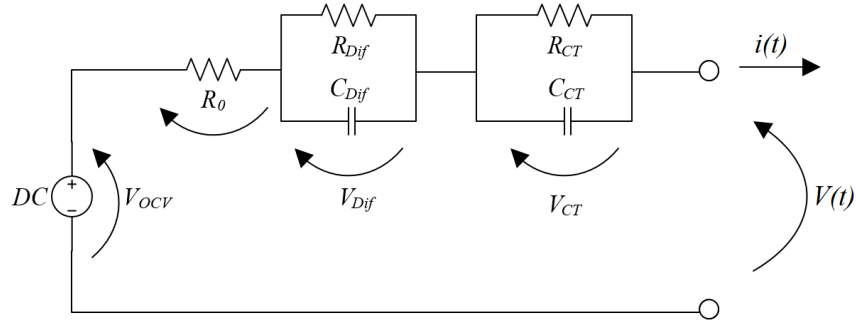 R_Dif
R_CT
i(t)
C_Dif
C_CT
R_0
DC
+
−
V_OCV
V_Dif
V_CT
V(t)